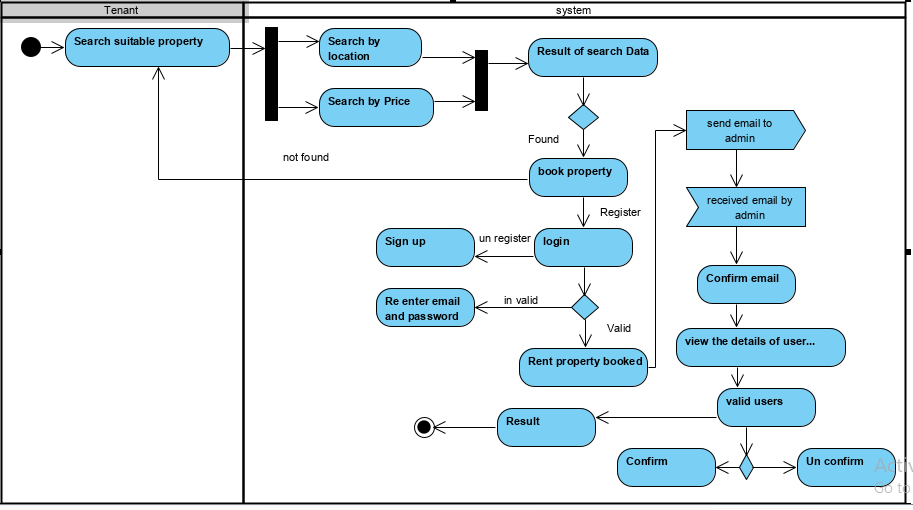 Tenant
system
Search suitable property
Search by
location
Result of search Data
Search by Price
send email to
admin
Found
not found
book property
received email by
admin
Register
un register
Sign up
login
Confirm email
Re enter email
and password
in valid
Valid
view the details of user...
Rent property booked
valid users
Result
Confirm
Un confirm
Go to